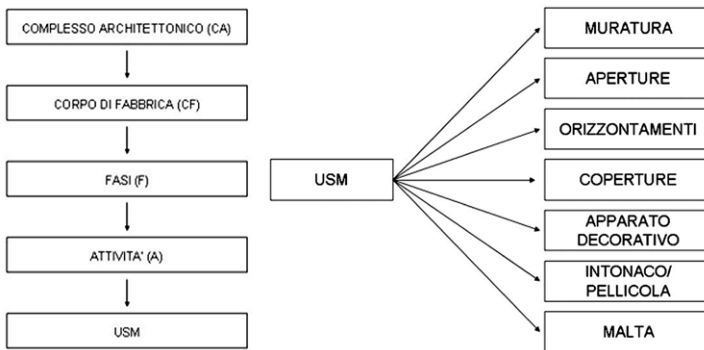 COMPLESSO ARCHITETTONICO (CA)
CORPO DI FABBRICA (CF)
FASI (F)
ATTIVITA' (A)
USM
USM
MURATURA
APERTURE
ORIZZONTAMENTI
COPERTURE
APPARATO
DECORATIVO
INTONACO/
PELLICOLA
MALTA